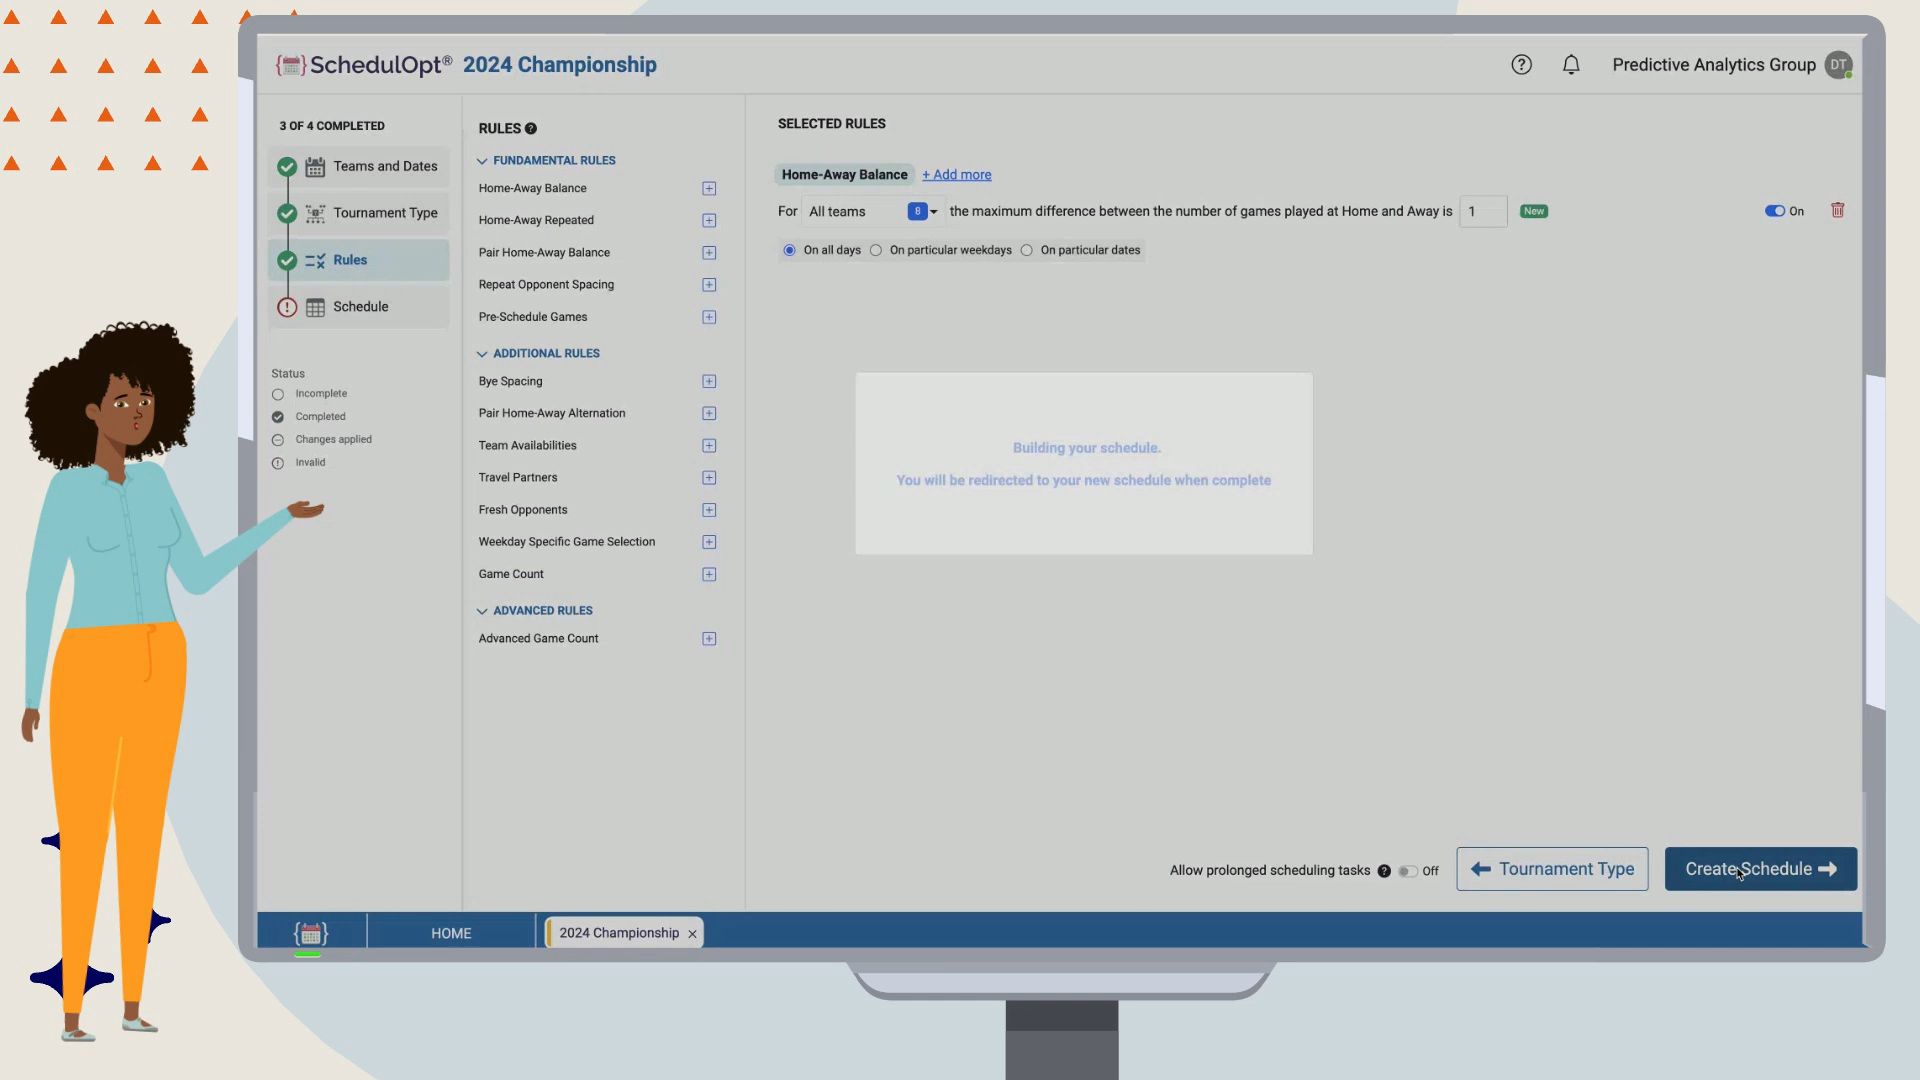 SchedulOpt® 2024 Championship
Predictive Analytics Group DT
3 OF 4 COMPLETED
Teams and Dates
Tournament Type
Rules
Schedule
Status
Incomplete
Completed
Changes applied
Invalid
RULES ?
FUNDAMENTAL RULES
Home-Away Balance
Home-Away Repeated
Pair Home-Away Balance
Repeat Opponent Spacing
Pre-Schedule Games
ADDITIONAL RULES
Bye Spacing
Pair Home-Away Alternation
Team Availabilities
Travel Partners
Fresh Opponents
Weekday Specific Game Selection
Game Count
ADVANCED RULES
Advanced Game Count
SELECTED RULES
Home-Away Balance + Add more
For All teams 8 the maximum difference between the number of games played at Home and Away is 1 New On
On all days On particular weekdays On particular dates
Building your schedule.
You will be redirected to your new schedule when complete
Allow prolonged scheduling tasks ? Off Tournament Type Create Schedule
HOME 2024 Championship ×